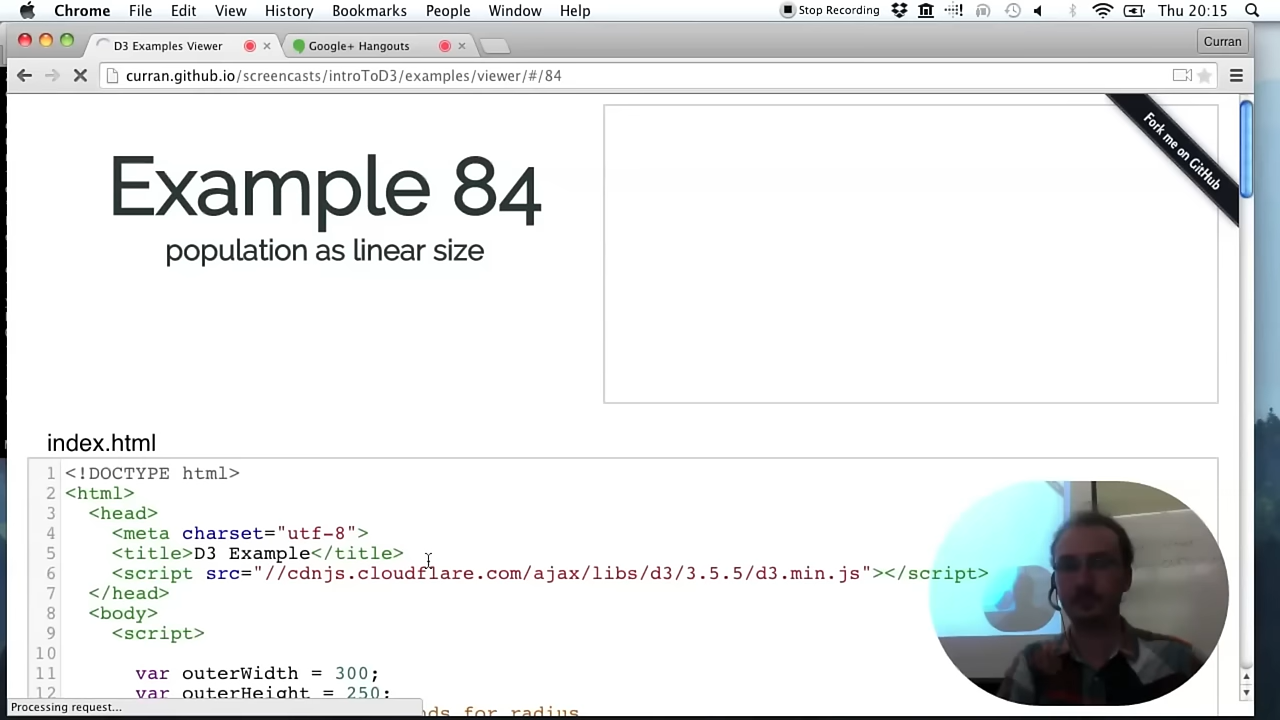 Chrome File Edit View History Bookmarks People Window Help Stop Recording Thu 20:15
D3 Examples Viewer × Google+ Hangouts × Curran
curran.github.io/screencasts/introToD3/examples/viewer/#/84
Fork me on GitHub
Example 84
population as linear size
index.html
1 <!DOCTYPE html>
2 <html>
3 <head>
4 <meta charset="utf-8">
5 <title>D3 Example</title>
6 <script src="//cdnjs.cloudflare.com/ajax/libs/d3/3.5.5/d3.min.js"></script>
7 </head>
8 <body>
9 <script>
10
11 var outerWidth = 300;
12 var outerHeight = 250;
for radius
Processing request...